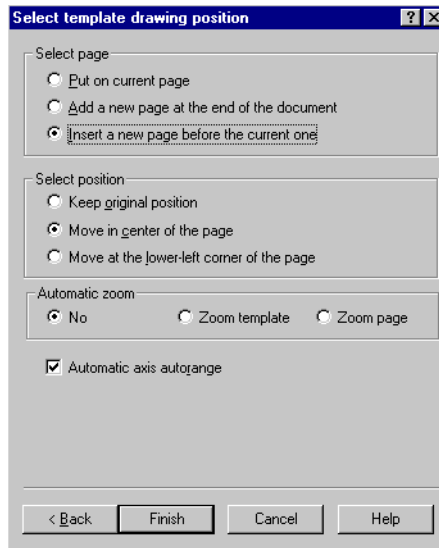 Select template drawing position
Select page
Put on current page
Add a new page at the end of the document
Insert a new page before the current one
Select position
Keep original position
Move in center of the page
Move at the lower-left corner of the page
Automatic zoom
No Zoom template Zoom page
Automatic axis autorange
< Back Finish Cancel Help